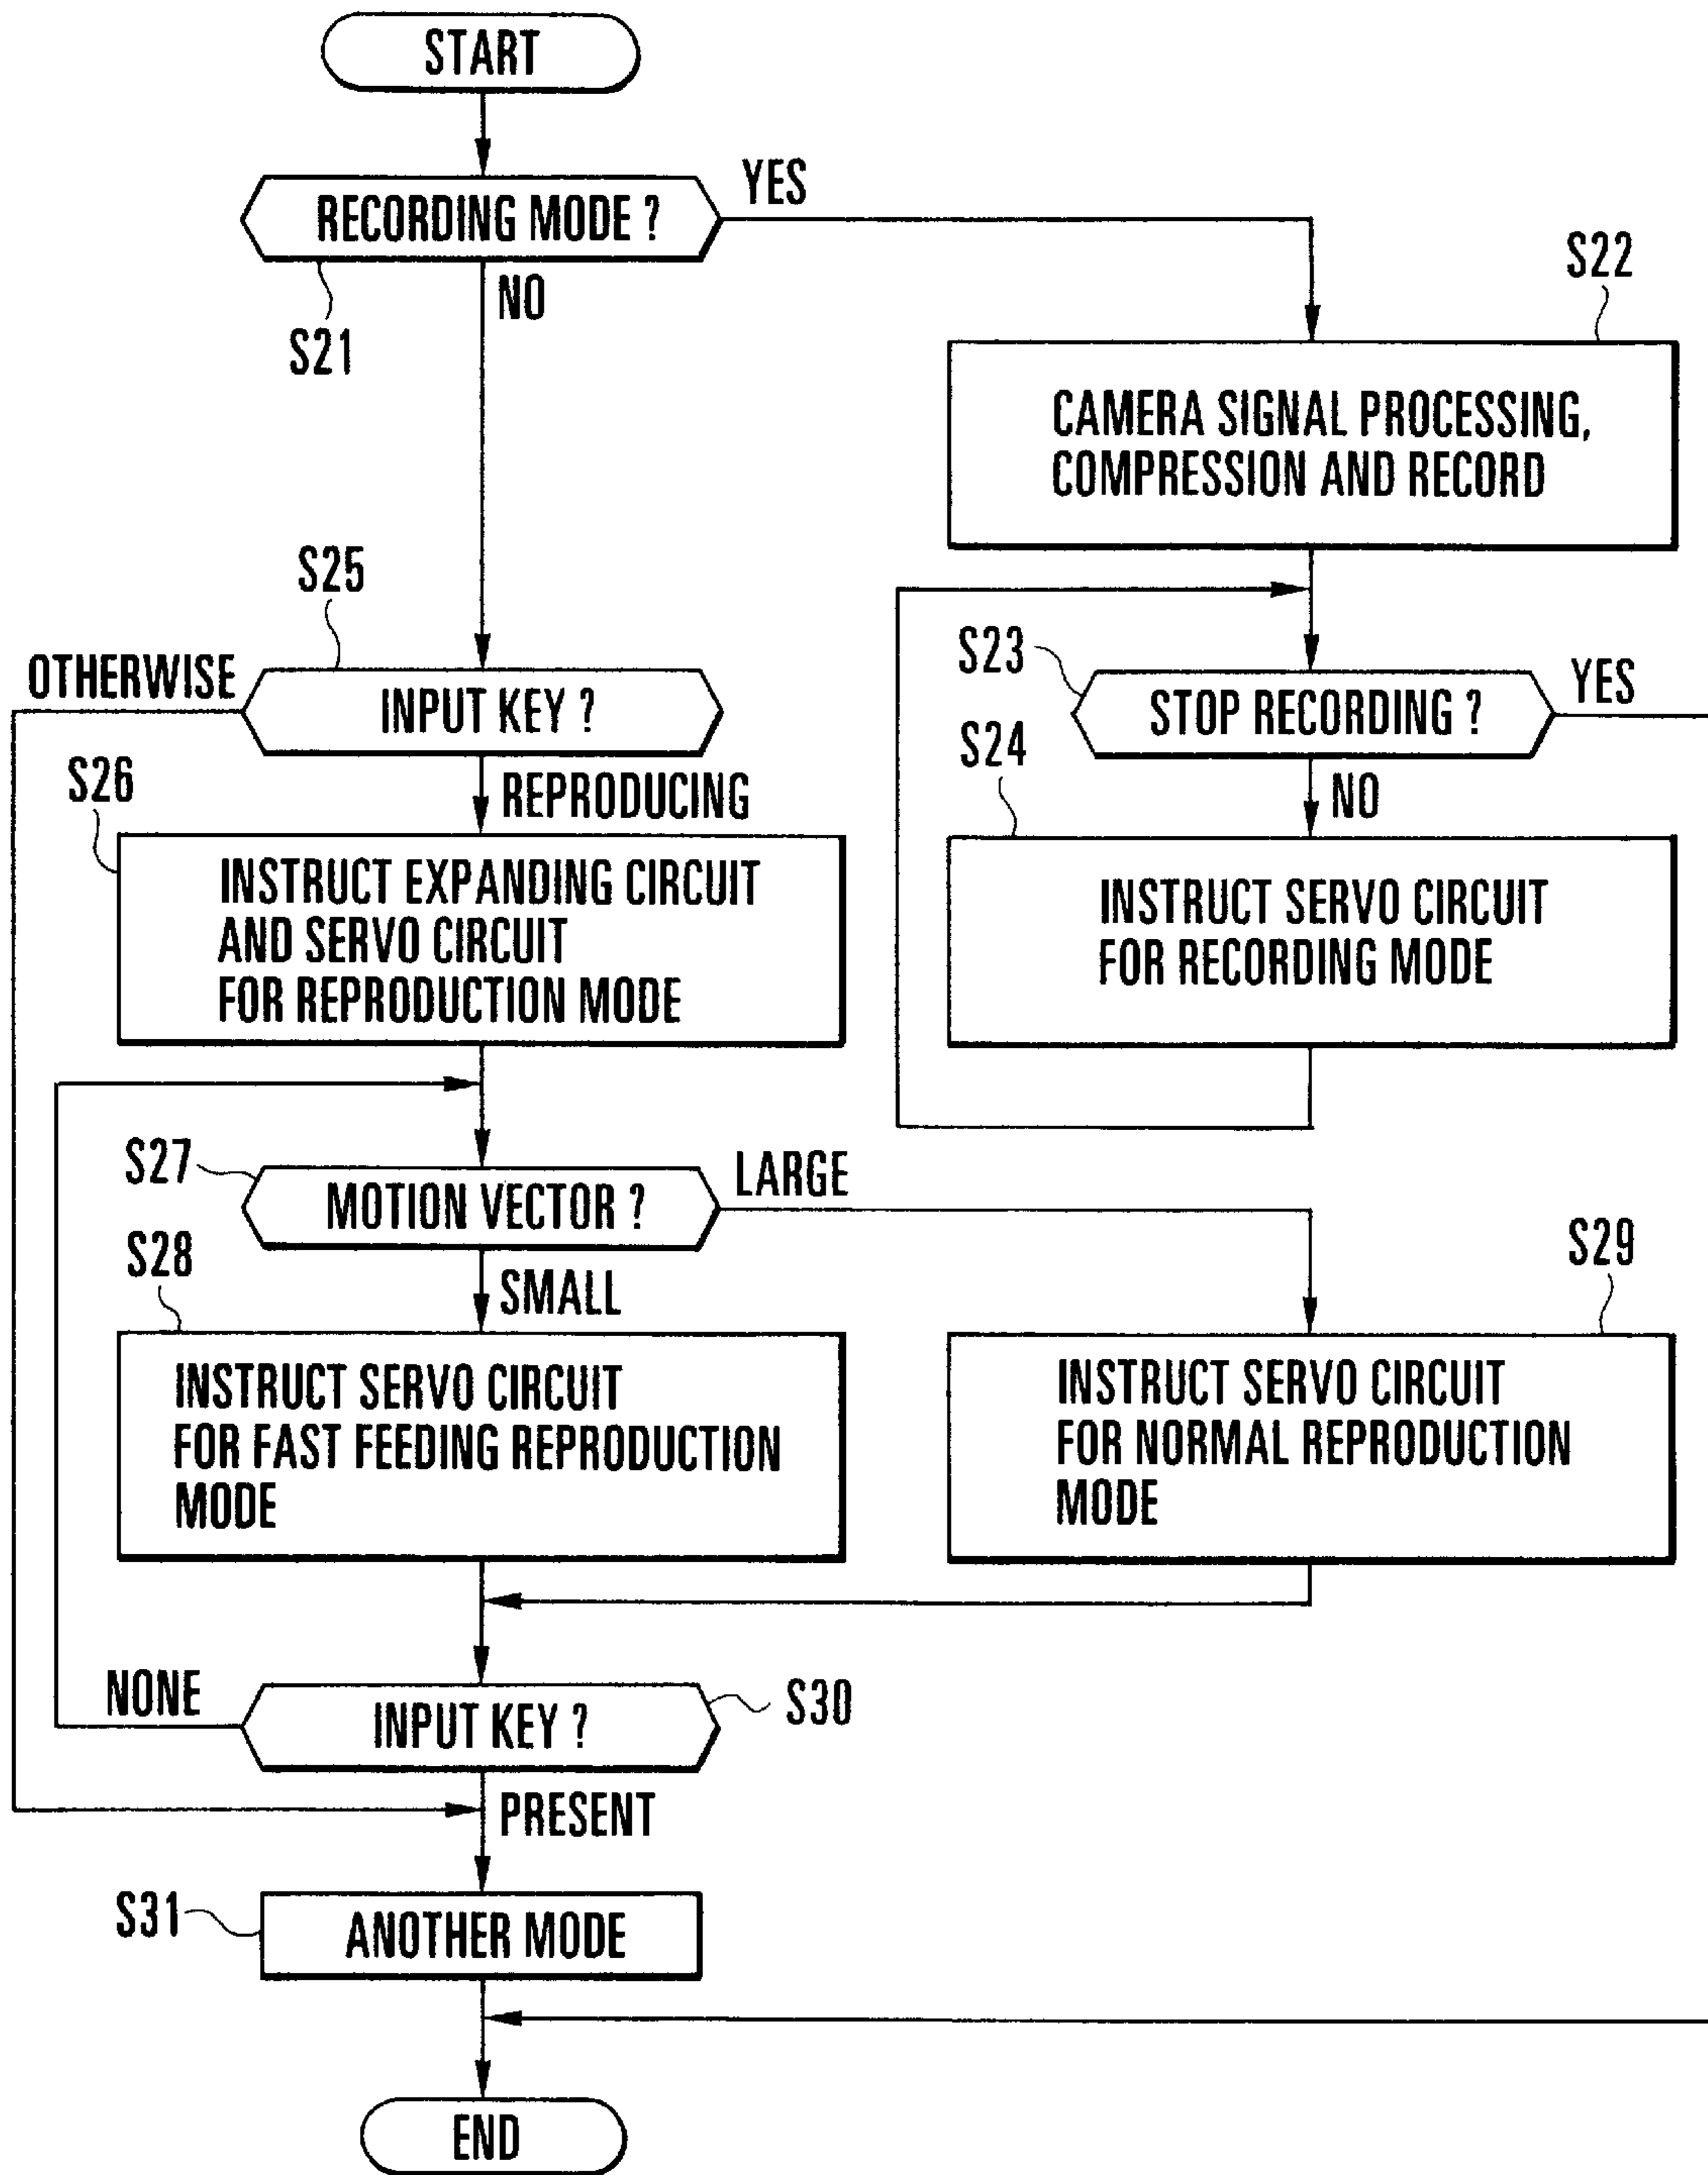 START
RECORDING MODE ?
YES
NO
S21
S22
CAMERA SIGNAL PROCESSING,
COMPRESSION AND RECORD
S23
STOP RECORDING ?
YES
NO
S24
INSTRUCT SERVO CIRCUIT
FOR RECORDING MODE
S25
OTHERWISE
INPUT KEY ?
REPRODUCING
S26
INSTRUCT EXPANDING CIRCUIT
AND SERVO CIRCUIT
FOR REPRODUCTION MODE
S27
MOTION VECTOR ?
LARGE
SMALL
S28
INSTRUCT SERVO CIRCUIT
FOR FAST FEEDING REPRODUCTION
MODE
S29
INSTRUCT SERVO CIRCUIT
FOR NORMAL REPRODUCTION
MODE
NONE
INPUT KEY ?
S30
PRESENT
S31
ANOTHER MODE
END